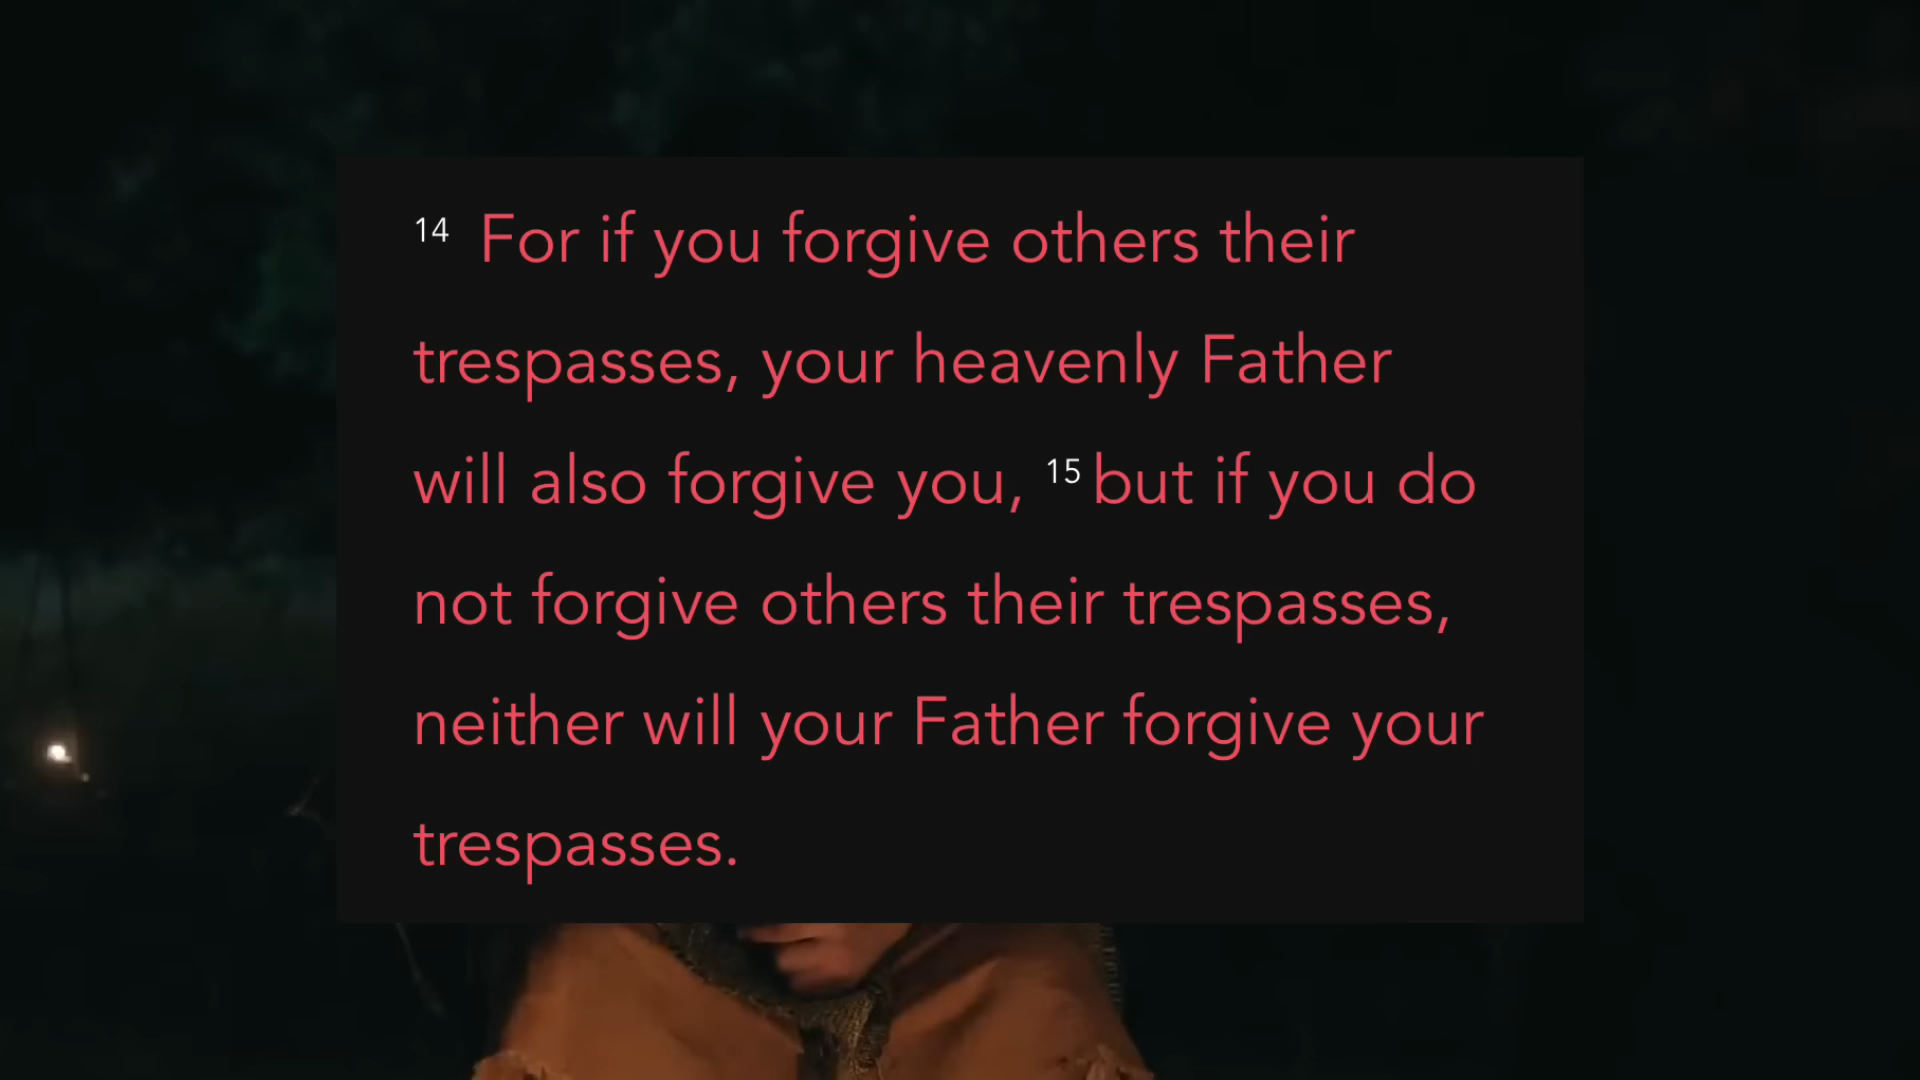 14 For if you forgive others their
trespasses, your heavenly Father
will also forgive you, 15 but if you do
not forgive others their trespasses,
neither will your Father forgive your
trespasses.